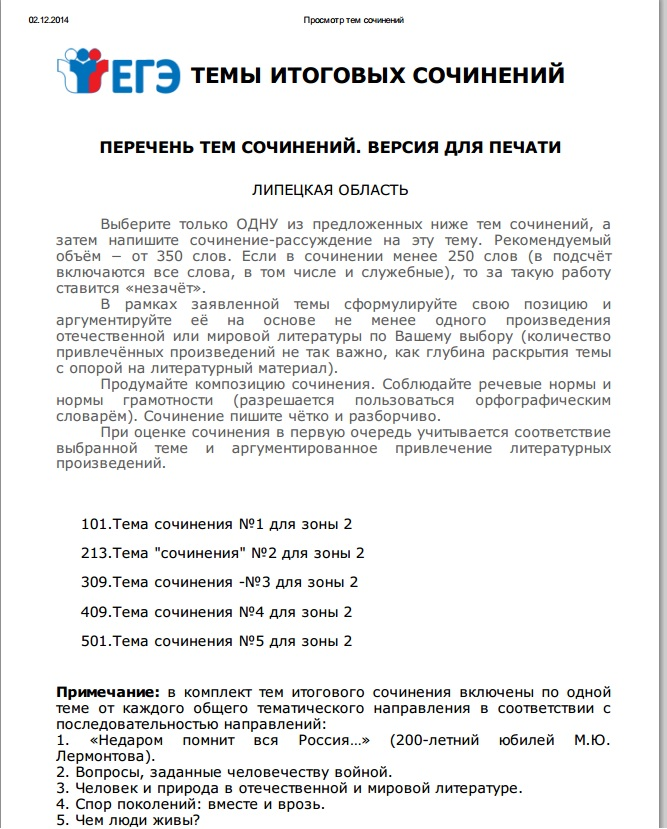 02.12.2014 Просмотр тем сочинений
ЕГЭ ТЕМЫ ИТОГОВЫХ СОЧИНЕНИЙ
ПЕРЕЧЕНЬ ТЕМ СОЧИНЕНИЙ. ВЕРСИЯ ДЛЯ ПЕЧАТИ
ЛИПЕЦКАЯ ОБЛАСТЬ
Выберите только ОДНУ из предложенных ниже тем сочинений, а
затем напишите сочинение-рассуждение на эту тему. Рекомендуемый
объём – от 350 слов. Если в сочинении менее 250 слов (в подсчёт
включаются все слова, в том числе и служебные), то за такую работу
ставится «незачёт».
В рамках заявленной темы сформулируйте свою позицию и
аргументируйте её на основе не менее одного произведения
отечественной или мировой литературы по Вашему выбору (количество
привлечённых произведений не так важно, как глубина раскрытия темы
с опорой на литературный материал).
Продумайте композицию сочинения. Соблюдайте речевые нормы и
нормы грамотности (разрешается пользоваться орфографическим
словарём). Сочинение пишите чётко и разборчиво.
При оценке сочинения в первую очередь учитывается соответствие
выбранной теме и аргументированное привлечение литературных
произведений.
101.Тема сочинения №1 для зоны 2
213.Тема "сочинения" №2 для зоны 2
309.Тема сочинения -№3 для зоны 2
409.Тема сочинения №4 для зоны 2
501.Тема сочинения №5 для зоны 2
Примечание: в комплект тем итогового сочинения включены по одной
теме от каждого общего тематического направления в соответствии с
последовательностью направлений:
1. «Недаром помнит вся Россия…» (200-летний юбилей М.Ю.
Лермонтова).
2. Вопросы, заданные человечеству войной.
3. Человек и природа в отечественной и мировой литературе.
4. Спор поколений: вместе и врозь.
5. Чем люди живы?